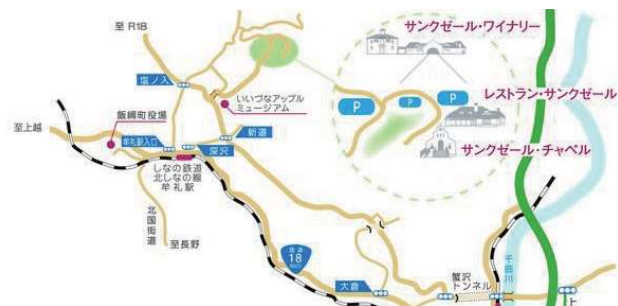 至 R18
サンクゼール・ワイナリー
塩ノ入
P
P
P
レストラン・サンクゼール
いいづなアップル
ミュージアム
飯綱町役場
至上越
新道
牟礼駅入口
深沢
サンクゼール・チャペル
しなの鉄道
北しなの線
牟礼駅
北国街道
至長野
国道
18
千曲川
蟹沢
トンネル
大倉
上